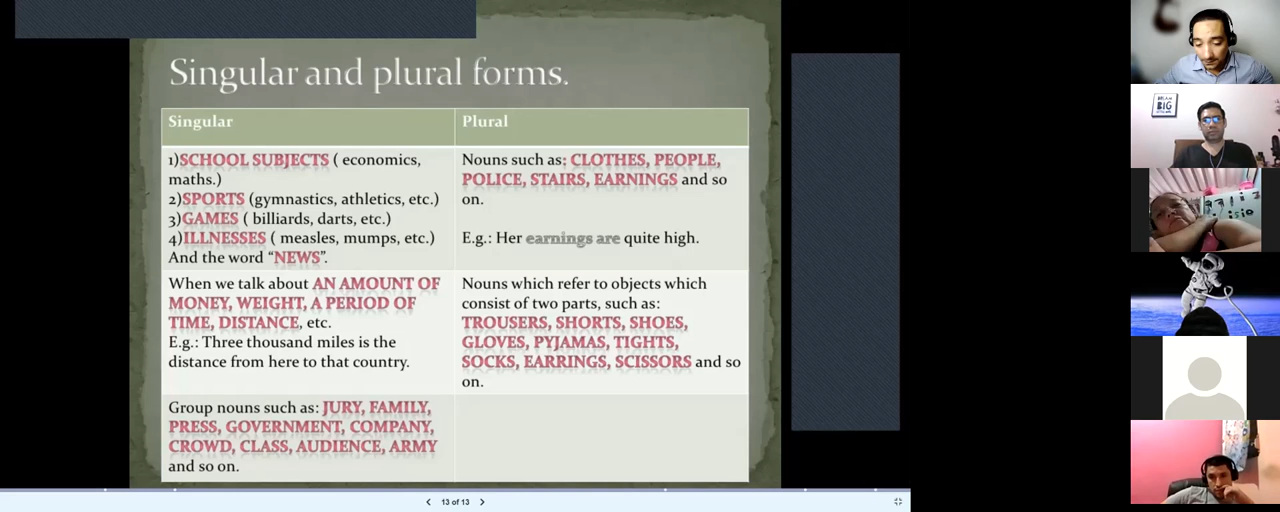 Singular and plural forms.
Singular
Plural
1)SCHOOL SUBJECTS ( economics,
maths.)
2)SPORTS (gymnastics, athletics, etc.)
3)GAMES ( billiards, darts, etc.)
4)ILLNESSES ( measles, mumps, etc.)
And the word “NEWS”.
Nouns such as: CLOTHES, PEOPLE,
POLICE, STAIRS, EARNINGS and so
on.
E.g.: Her earnings are quite high.
When we talk about AN AMOUNT OF
MONEY, WEIGHT, A PERIOD OF
TIME, DISTANCE, etc.
E.g.: Three thousand miles is the
distance from here to that country.
Nouns which refer to objects which
consist of two parts, such as:
TROUSERS, SHORTS, SHOES,
GLOVES, PYJAMAS, TIGHTS,
SOCKS, EARRINGS, SCISSORS and so
on.
Group nouns such as: JURY, FAMILY,
PRESS, GOVERNMENT, COMPANY,
CROWD, CLASS, AUDIENCE, ARMY
and so on.
13 of 13
DREAM
BIG